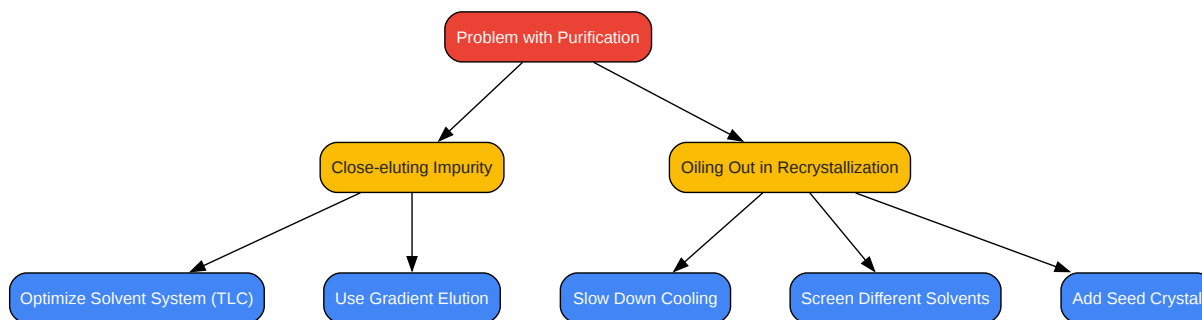 Problem with Purification
Close-eluting Impurity
Oiling Out in Recrystallization
Optimize Solvent System (TLC)
Use Gradient Elution
Slow Down Cooling
Screen Different Solvents
Add Seed Crystal